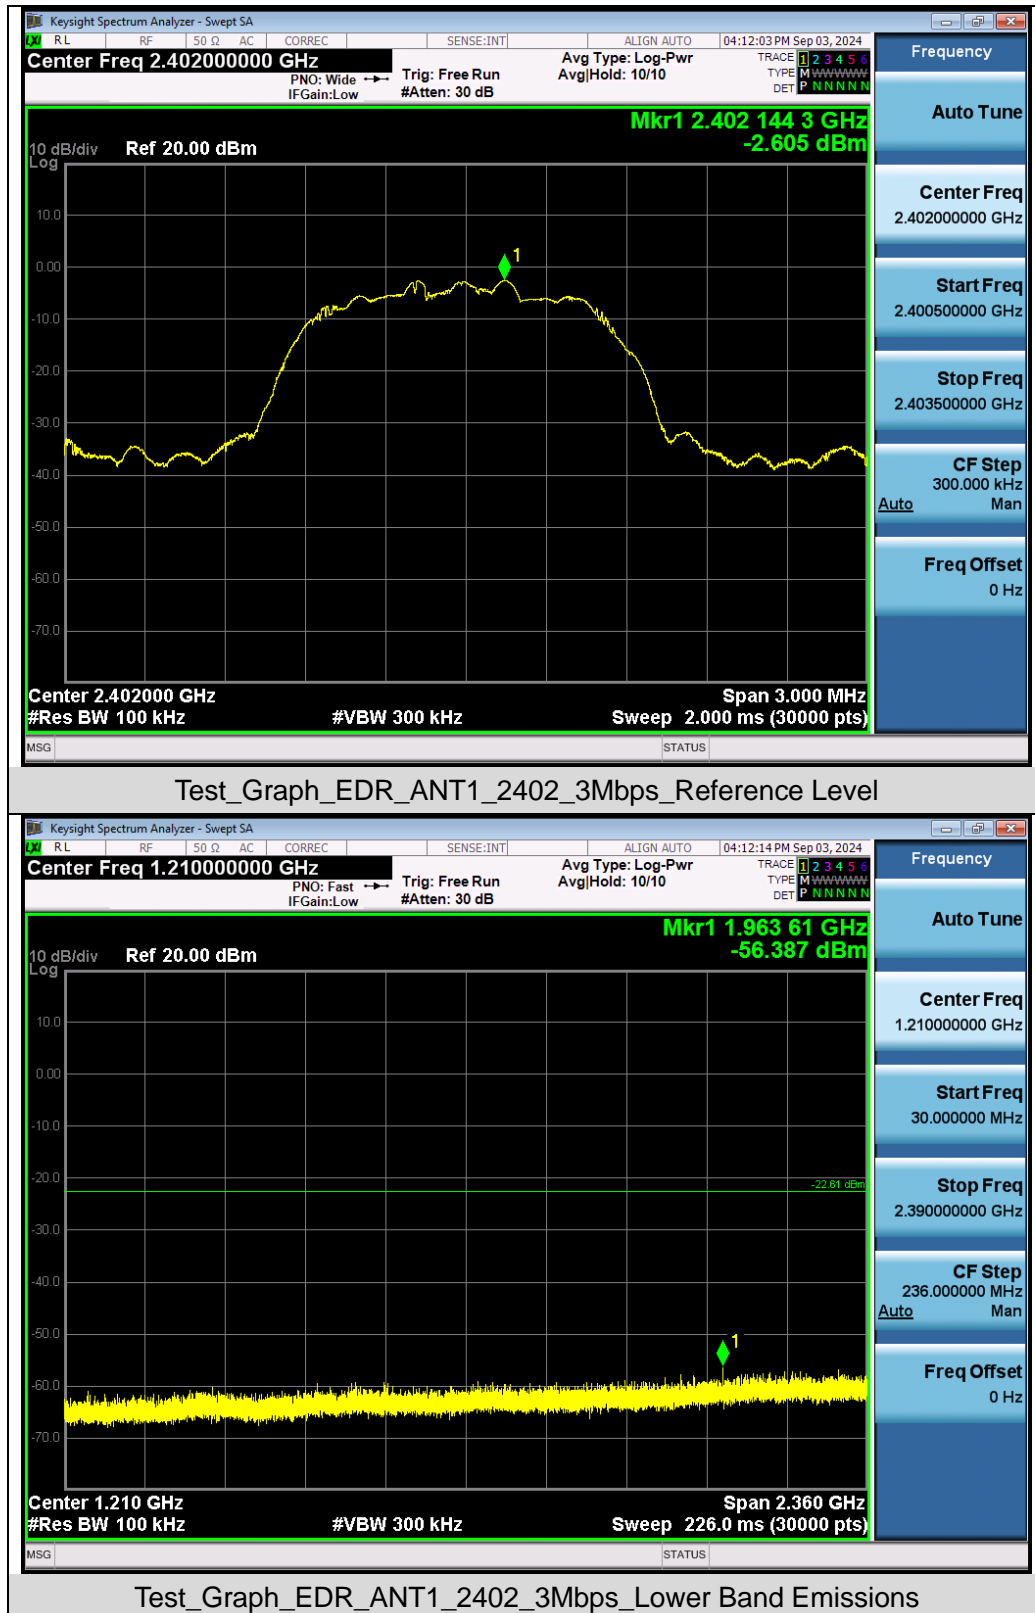 Keysight Spectrum Analyzer - Swept SA
LXI RL RF 50 Ω AC CORREC SENSE:INT ALIGN AUTO 04:12:03 PM Sep 03, 2024
Center Freq 2.402000000 GHz
PNO: Wide
IFGain:Low
Trig: Free Run
#Atten: 30 dB
Avg Type: Log-Pwr
Avg|Hold: 10/10
TRACE 1 2 3 4 5 6
TYPE M WWWWW
DET P N N N N N
Mkr1 2.402 144 3 GHz
-2.605 dBm
10 dB/div Ref 20.00 dBm
Log
10.0
0.00
-10.0
-20.0
-30.0
-40.0
-50.0
-60.0
-70.0
1
Center 2.402000 GHz Span 3.000 MHz
#Res BW 100 kHz #VBW 300 kHz Sweep 2.000 ms (30000 pts)
MSG STATUS
Frequency
Auto Tune
Center Freq
2.402000000 GHz
Start Freq
2.400500000 GHz
Stop Freq
2.403500000 GHz
CF Step
300.000 kHz
Auto Man
Freq Offset
0 Hz
Test_Graph_EDR_ANT1_2402_3Mbps_Reference Level
Keysight Spectrum Analyzer - Swept SA
LXI RL RF 50 Ω AC CORREC SENSE:INT ALIGN AUTO 04:12:14 PM Sep 03, 2024
Center Freq 1.210000000 GHz
PNO: Fast
IFGain:Low
Trig: Free Run
#Atten: 30 dB
Avg Type: Log-Pwr
Avg|Hold: 10/10
TRACE 1 2 3 4 5 6
TYPE M WWWWW
DET P N N N N N
Mkr1 1.963 61 GHz
-56.387 dBm
10 dB/div Ref 20.00 dBm
Log
10.0
0.00
-10.0
-20.0
-30.0
-40.0
-50.0
-60.0
-70.0
-22.61 dBm
1
Center 1.210 GHz Span 2.360 GHz
#Res BW 100 kHz #VBW 300 kHz Sweep 226.0 ms (30000 pts)
MSG STATUS
Frequency
Auto Tune
Center Freq
1.210000000 GHz
Start Freq
30.000000 MHz
Stop Freq
2.390000000 GHz
CF Step
236.000000 MHz
Auto Man
Freq Offset
0 Hz
Test_Graph_EDR_ANT1_2402_3Mbps_Lower Band Emissions